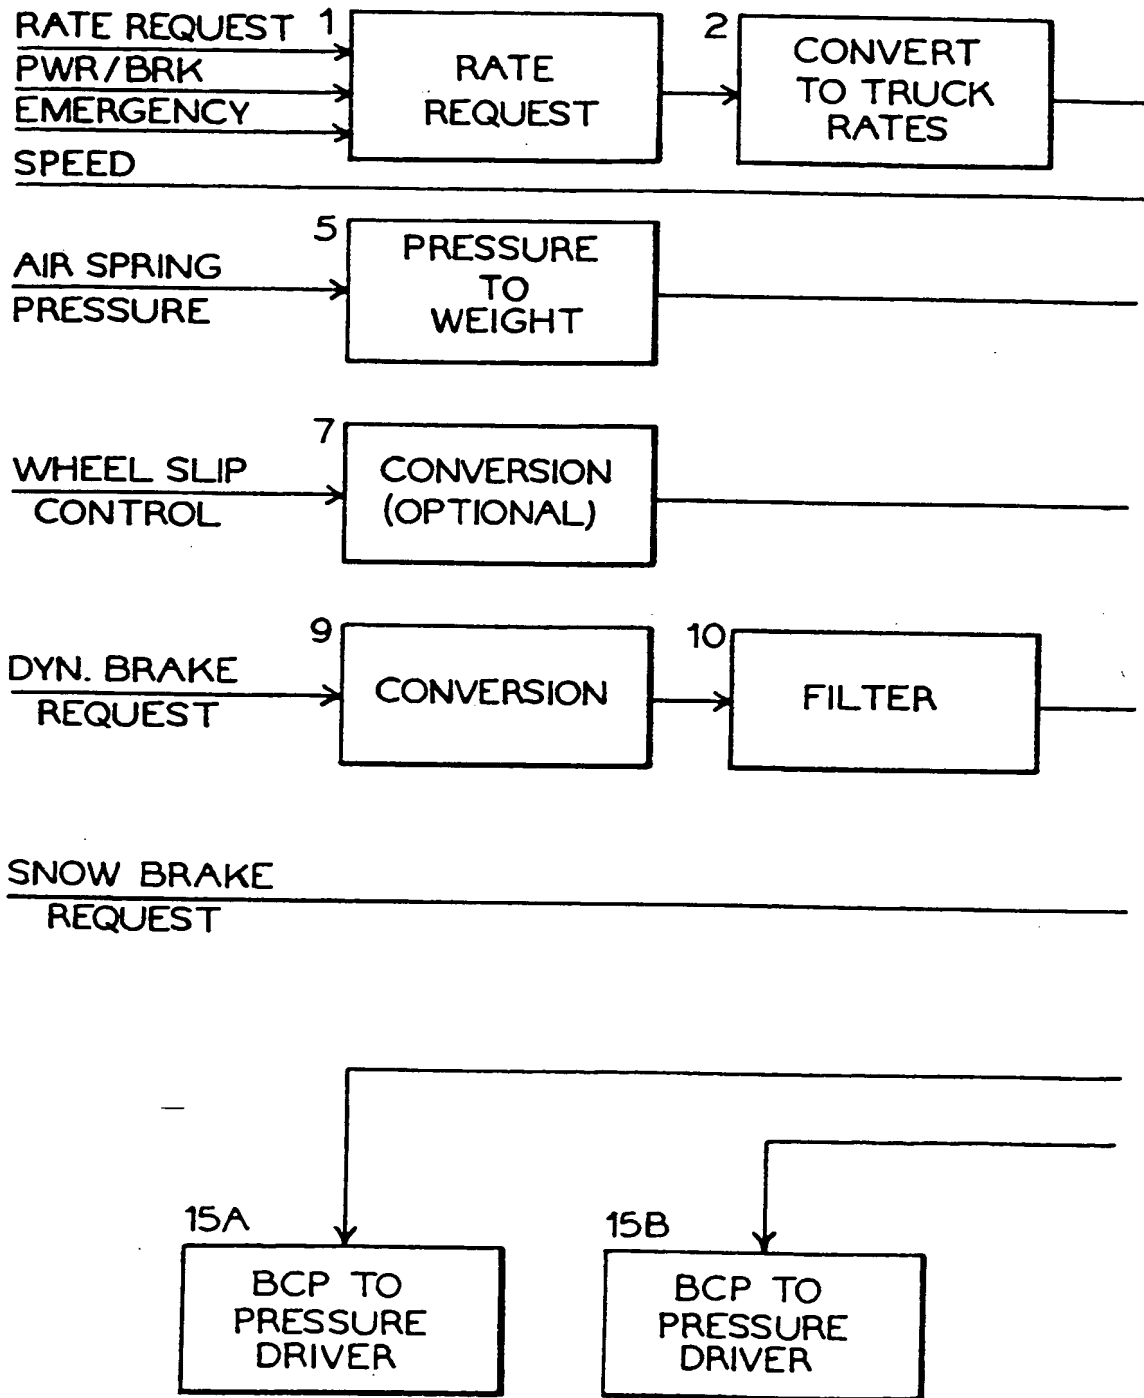 RATE REQUEST
PWR/BRK
EMERGENCY
1
RATE
REQUEST
2
CONVERT
TO TRUCK
RATES
SPEED
AIR SPRING
PRESSURE
5
PRESSURE
TO
WEIGHT
WHEEL SLIP
CONTROL
7
CONVERSION
(OPTIONAL)
DYN. BRAKE
REQUEST
9
CONVERSION
10
FILTER
SNOW BRAKE
REQUEST
15A
BCP TO
PRESSURE
DRIVER
15B
BCP TO
PRESSURE
DRIVER